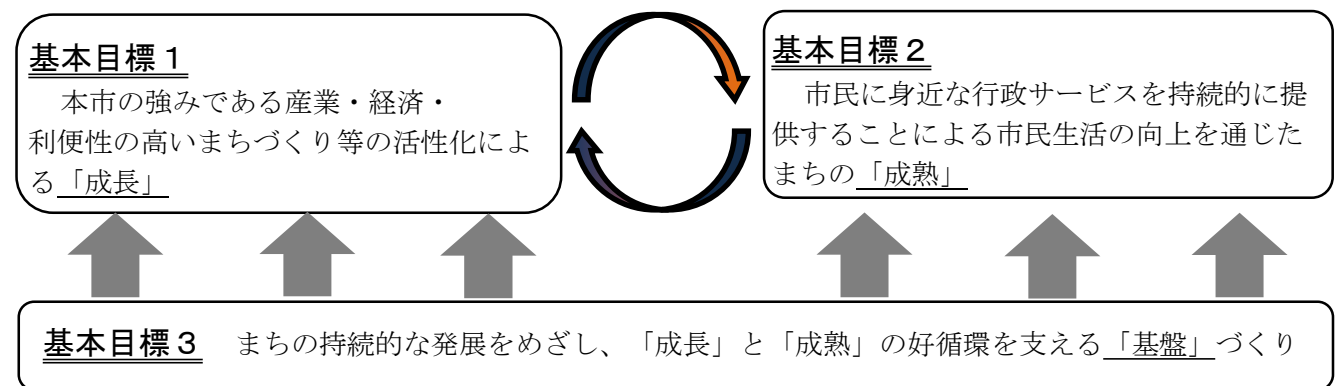 基本目標1
本市の強みである産業・経済・
利便性の高いまちづくり等の活性化によ
る「成長」
基本目標2
市民に身近な行政サービスを持続的に提
供することによる市民生活の向上を通じた
まちの「成熟」
基本目標3 まちの持続的な発展をめざし、「成長」と「成熟」の好循環を支える「基盤」づくり